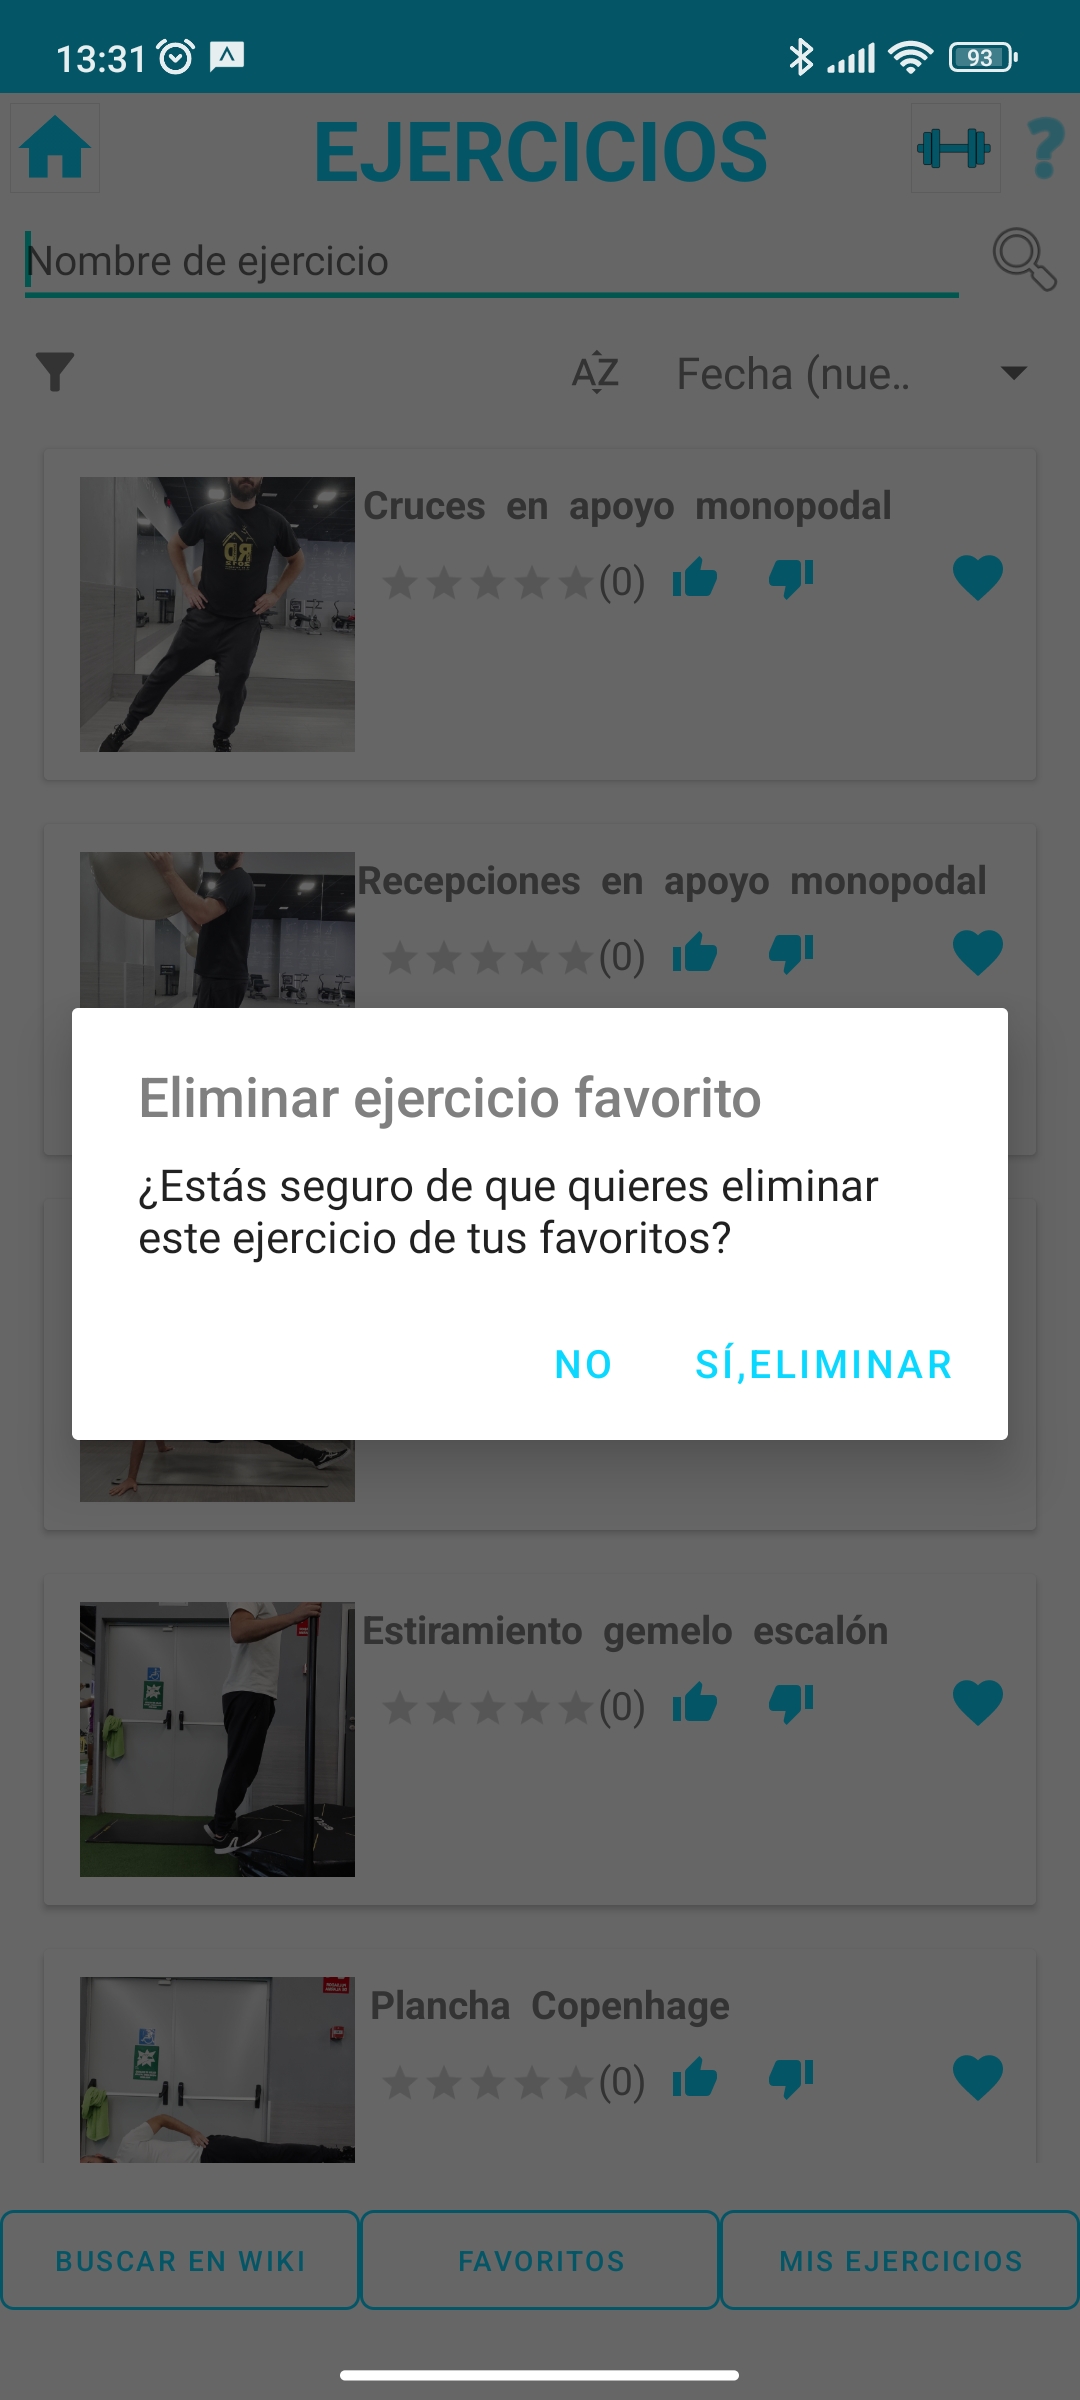 13:31
93
EJERCICIOS
?
Nombre de ejercicio
AZ
Fecha (nue..
Cruces en apoyo monopodal
(0)
Recepciones en apoyo monopodal
(0)
Eliminar ejercicio favorito
¿Estás seguro de que quieres eliminar
este ejercicio de tus favoritos?
NO
SÍ,ELIMINAR
Estiramiento gemelo escalón
(0)
Plancha Copenhage
(0)
BUSCAR EN WIKI
FAVORITOS
MIS EJERCICIOS